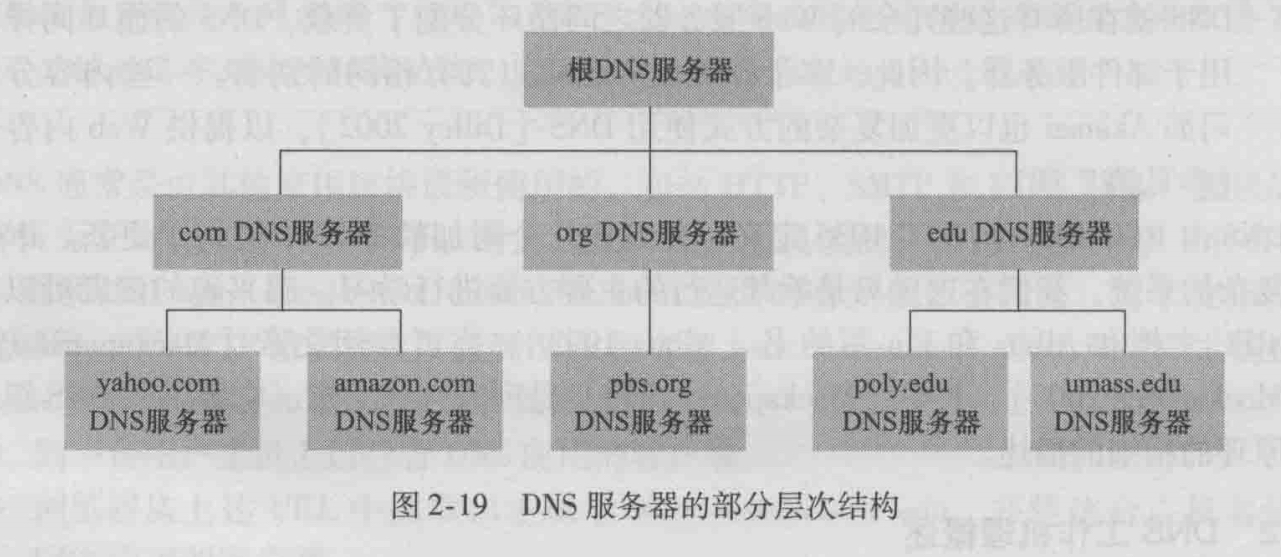 根DNS服务器
com DNS服务器 org DNS服务器 edu DNS服务器
yahoo.com amazon.com pbs.org poly.edu umass.edu
DNS服务器 DNS服务器 DNS服务器 DNS服务器 DNS服务器
图 2-19 DNS 服务器的部分层次结构